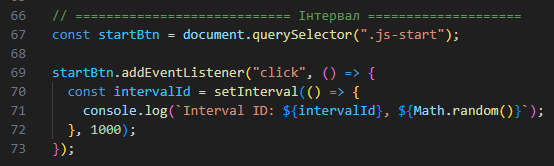 66 // ============================ Інтервал ====================
67 const startBtn = document.querySelector(".js-start");
68
69 startBtn.addEventListener("click", () => {
70   const intervalId = setInterval(() => {
71     console.log(`Interval ID: ${intervalId}, ${Math.random()}`);
72   }, 1000);
73 });